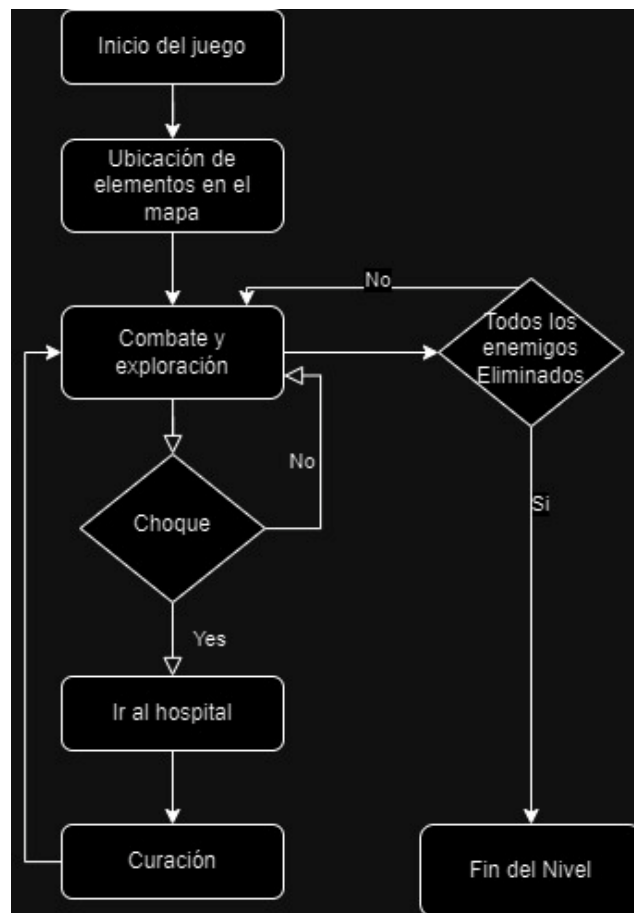 Inicio del juego
Ubicación de
elementos en el
mapa
No
Combate y
exploración
Todos los
enemigos
Eliminados
No
Choque
Si
Yes
Ir al hospital
Curación
Fin del Nivel